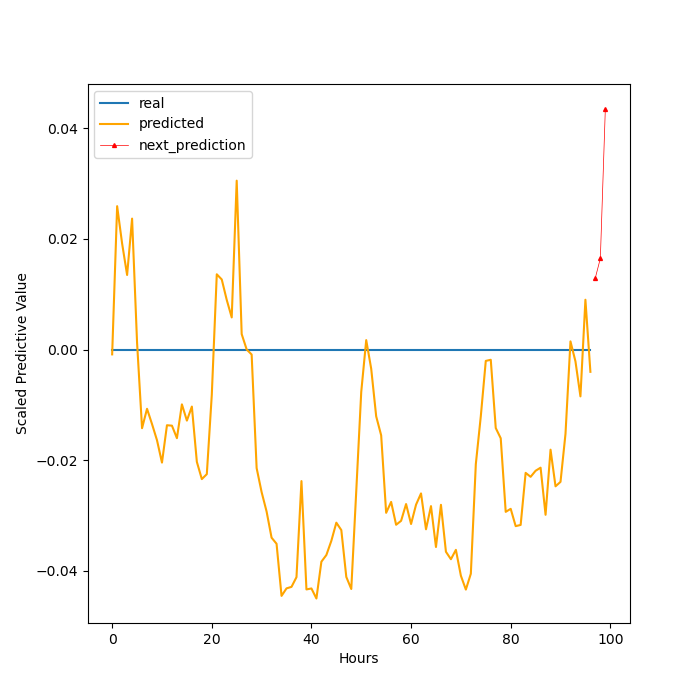 real
predicted
next_prediction
0.04
0.02
0.00
−0.02
−0.04
Scaled Predictive Value
0 20 40 60 80 100
Hours